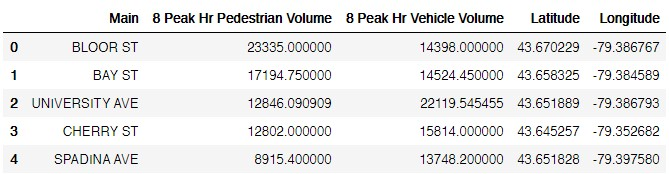 Main 8 Peak Hr Pedestrian Volume 8 Peak Hr Vehicle Volume Latitude Longitude
0 BLOOR ST 23335.000000 14398.000000 43.670229 -79.386767
1 BAY ST 17194.750000 14524.450000 43.658325 -79.384589
2 UNIVERSITY AVE 12846.090909 22119.545455 43.651889 -79.386793
3 CHERRY ST 12802.000000 15814.000000 43.645257 -79.352682
4 SPADINA AVE 8915.400000 13748.200000 43.651828 -79.397580